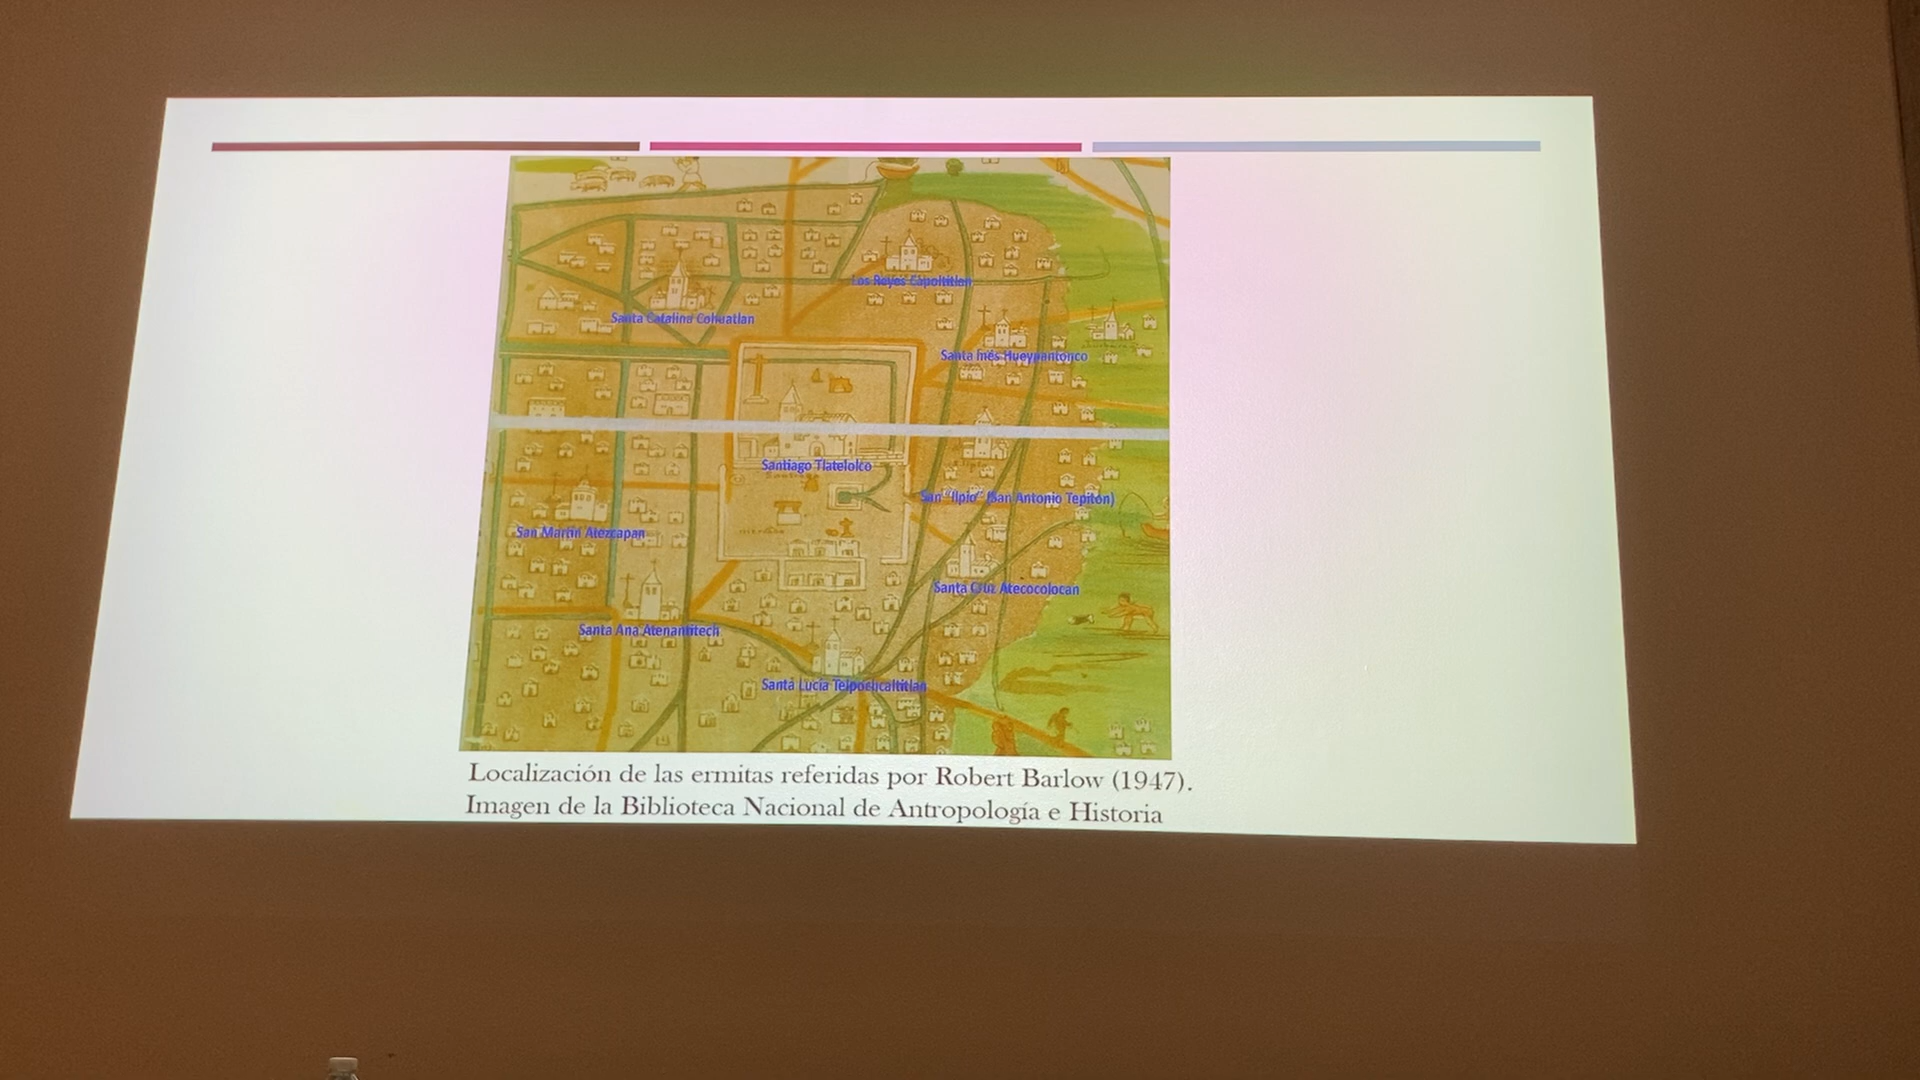 Los Reyes Capoltitlan
Santa Catalina Cohuatlan
Santa Inés Hueypantonco
Santiago Tlatelolco
San "Ilpio" (San Antonio Tepiton)
San Martín Atezcapan
Santa Cruz Atecocolocan
Santa Ana Atenantitech
Santa Lucía Telpochcaltitlan
Localización de las ermitas referidas por Robert Barlow (1947).
Imagen de la Biblioteca Nacional de Antropología e Historia